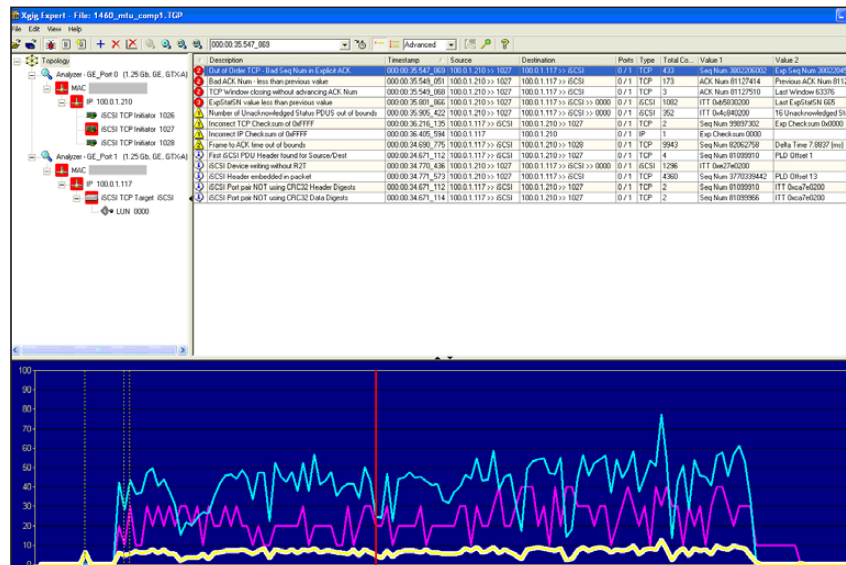 Xgig Expert - File: 1460_mtu_comp1.TGP
File Edit View Help
000:00:35.547_069 Advanced
Topology
Analyzer - GE_Port 0 (1.25 Gb, GE, GTX-A)
MAC
IP 100.0.1.210
iSCSI TCP Initiator 1026
iSCSI TCP Initiator 1027
iSCSI TCP Initiator 1028
Analyzer - GE_Port 1 (1.25 Gb, GE, GTX-A)
MAC
IP 100.0.1.117
iSCSI TCP Target iSCSI
LUN 0000
/ Description Timestamp / Source Destination Ports Type Total Co... Value 1 Value 2
2 Out of Order TCP - Bad Seq Num in Explicit ACK 000:00:35.547_069 100.0.1.210 >> 1027 100.0.1.117 >> iSCSI 0 / 1 TCP 433 Seq Num 3802206002 Exp Seq Num 38022045
2 Bad ACK Num - less than previous value 000:00:35.548_051 100.0.1.210 >> 1027 100.0.1.117 >> iSCSI 0 / 1 TCP 173 ACK Num 81127414 Previous ACK Num 8112
2 TCP Window closing without advancing ACK Num 000:00:35.549_068 100.0.1.210 >> 1027 100.0.1.117 >> iSCSI 0 / 1 TCP 3 ACK Num 81127510 Last Window 63376
3 ExpStatSN value less than previous value 000:00:35.801_066 100.0.1.210 >> 1027 100.0.1.117 >> iSCSI >> 0000 0 / 1 iSCSI 1082 ITT 0xb5830200 Last ExpStatSN 665
1 Number of Unacknowledged Status PDUS out of bounds 000:00:35.905_422 100.0.1.210 >> 1027 100.0.1.117 >> iSCSI >> 0000 0 / 1 iSCSI 352 ITT 0x4c840200 16 Unacknowledged St
1 Incorrect TCP Checksum of 0xFFFF 000:00:36.216_135 100.0.1.117 >> iSCSI 100.0.1.210 >> 1027 0 / 1 TCP 2 Seq Num 99897302 Exp Checksum 0x0000
1 Incorrect IP Checksum of 0xFFFF 000:00:36.405_594 100.0.1.117 100.0.1.210 0 / 1 IP 1 Exp Checksum 0000
2 Frame to ACK time out of bounds 000:00:34.690_775 100.0.1.117 >> iSCSI 100.0.1.210 >> 1028 0 / 1 TCP 9943 Seq Num 82062758 Delta Time 7.8837 [ms]
First iSCSI PDU Header found for Source/Dest 000:00:34.671_112 100.0.1.210 >> 1027 100.0.1.117 >> iSCSI 0 / 1 TCP 4 Seq Num 81099910 PLD Offset 1
iSCSI Device writing without R2T 000:00:34.770_436 100.0.1.210 >> 1027 100.0.1.117 >> iSCSI >> 0000 0 / 1 iSCSI 1296 ITT 0xe27e0200
iSCSI Header embedded in packet 000:00:34.771_573 100.0.1.210 >> 1027 100.0.1.117 >> iSCSI 0 / 1 TCP 4360 Seq Num 3770339442 PLD Offset 13
iSCSI Port pair NOT using CRC32 Header Digests 000:00:34.671_112 100.0.1.117 >> iSCSI 100.0.1.210 >> 1027 0 / 1 TCP 2 Seq Num 81099910 ITT 0xca7e0200
iSCSI Port pair NOT using CRC32 Data Digests 000:00:34.671_114 100.0.1.117 >> iSCSI 100.0.1.210 >> 1027 0 / 1 TCP 2 Seq Num 81099966 ITT 0xca7e0200
100
90
80
70
60
50
40
30
20
10
0